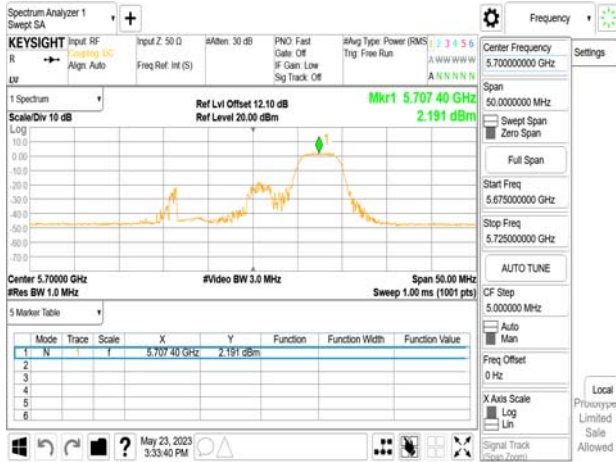 Spectrum Analyzer 1
Swept SA
Frequency
KEYSIGHT Input: RF
R
Coupling: DC
Align: Auto
Input Z: 50 Ω
Freq Ref: Int (S)
#Atten: 30 dB
PNO: Fast
Gate: Off
IF Gain: Low
Sig Track: Off
#Avg Type: Power (RMS
Trig: Free Run
1 2 3 4 5 6
A W W W W W
A N N N N N
Center Frequency
5.700000000 GHz
Settings
1 Spectrum
Scale/Div 10 dB
Ref Lvl Offset 12.10 dB
Ref Level 20.00 dBm
Mkr1 5.707 40 GHz
2.191 dBm
Span
50.0000000 MHz
Swept Span
Zero Span
Log
10.0
0.00
-10.0
-20.0
-30.0
-40.0
-50.0
-60.0
-70.0
1
Full Span
Start Freq
5.675000000 GHz
Stop Freq
5.725000000 GHz
AUTO TUNE
Center 5.70000 GHz
#Res BW 1.0 MHz
#Video BW 3.0 MHz
Span 50.00 MHz
Sweep 1.00 ms (1001 pts)
CF Step
5.000000 MHz
Auto
Man
5 Marker Table
Mode Trace Scale X Y Function Function Width Function Value
1 N 1 f 5.707 40 GHz 2.191 dBm
2
3
4
5
6
Freq Offset
0 Hz
X Axis Scale
Log
Lin
Local
Prototype
Limited
Sale
Allowed
Signal Track
(Span Zoom)
May 23, 2023
3:33:40 PM